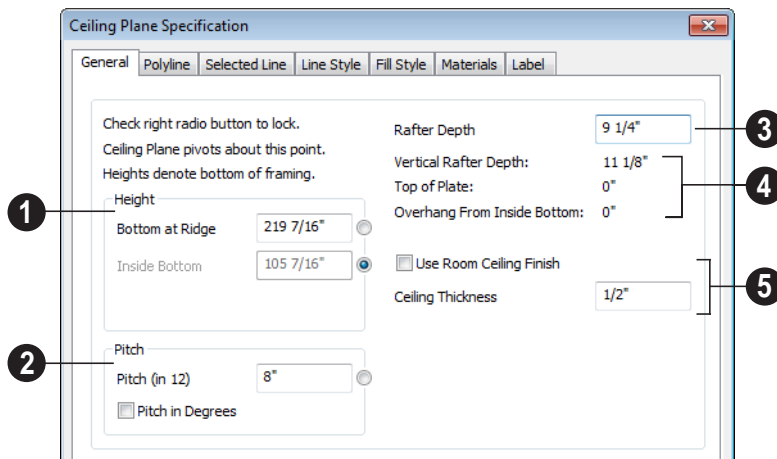 Ceiling Plane Specification
General Polyline Selected Line Line Style Fill Style Materials Label
Check right radio button to lock.
Ceiling Plane pivots about this point.
Heights denote bottom of framing.
Height
Bottom at Ridge 219 7/16"
Inside Bottom 105 7/16"
1
Pitch
Pitch (in 12) 8"
Pitch in Degrees
2
Rafter Depth 9 1/4"
3
Vertical Rafter Depth: 11 1/8"
Top of Plate: 0"
Overhang From Inside Bottom: 0"
4
Use Room Ceiling Finish
Ceiling Thickness 1/2"
5